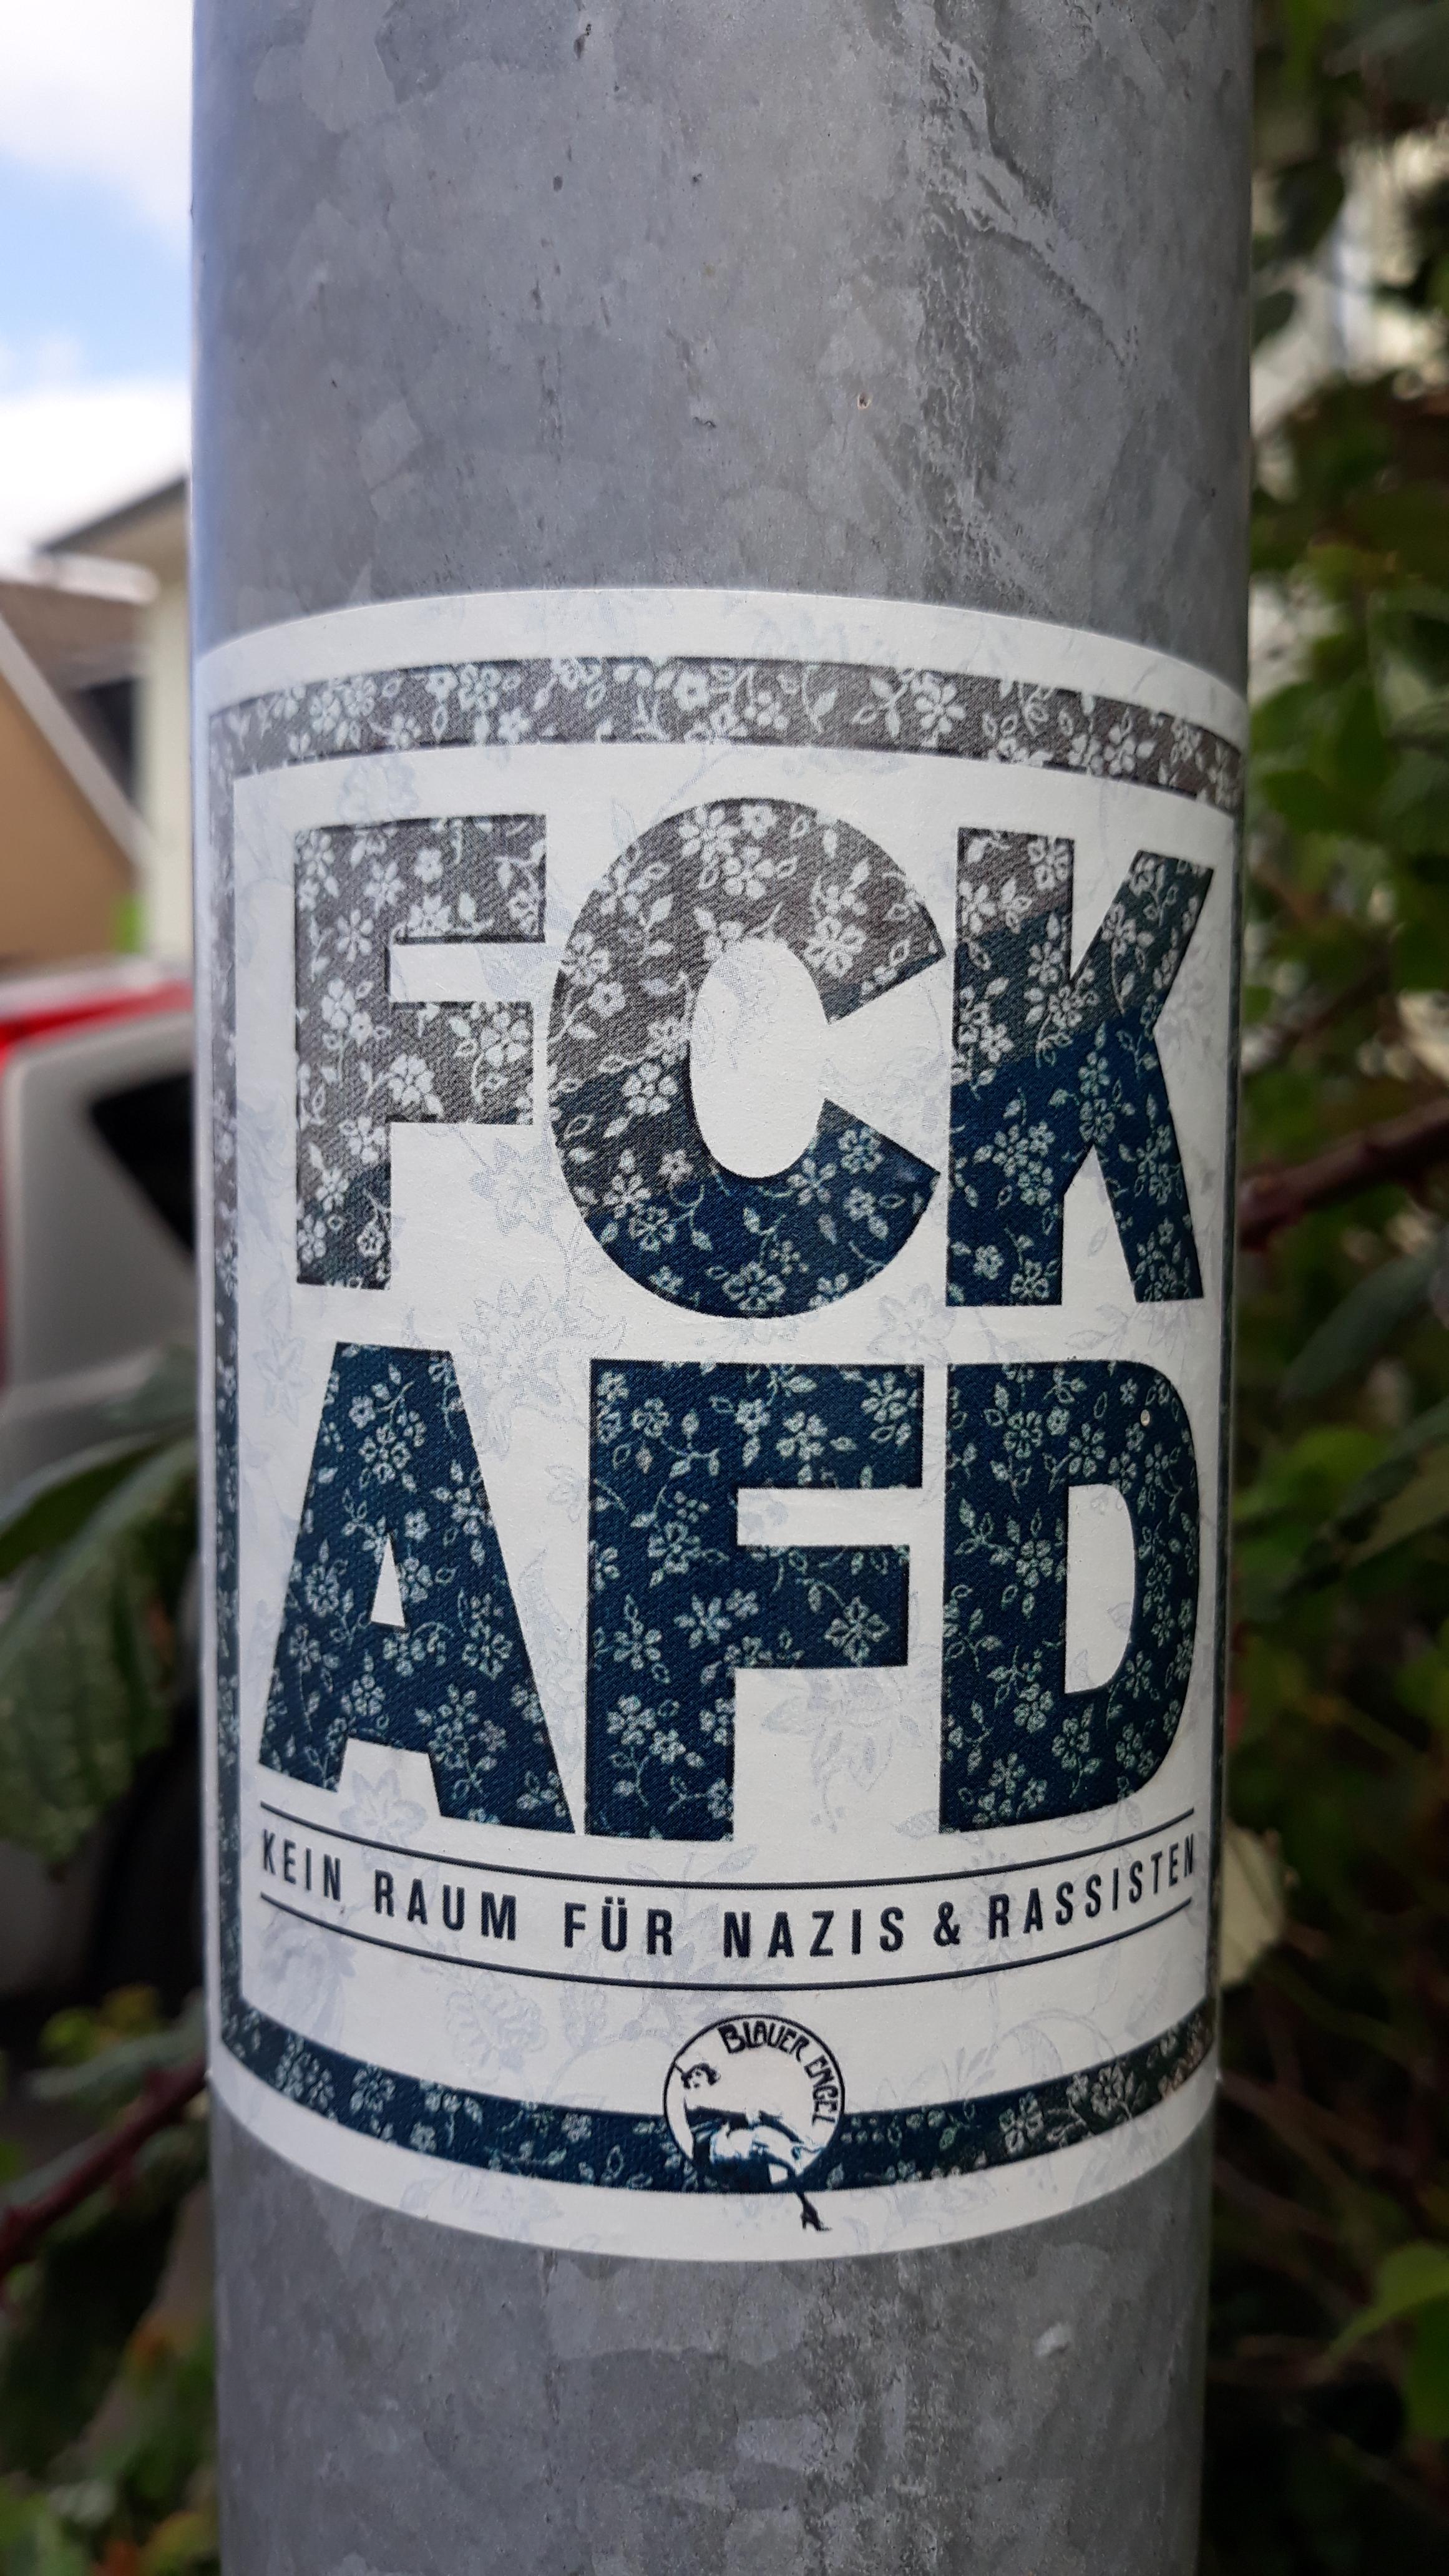 FCK
AFD
KEIN RAUM FÜR NAZIS & RASSISTEN
BLAUER ENGEL